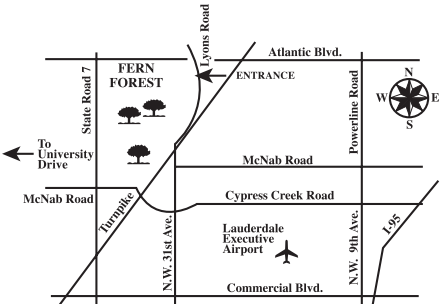 Lyons Road
Atlantic Blvd.
FERN
FOREST
ENTRANCE
State Road 7
Powerline Road
N
W
E
S
To
University
Drive
McNab Road
McNab Road
Cypress Creek Road
Turnpike
N.W. 31st Ave.
Lauderdale
Executive
Airport
N.W. 9th Ave.
I-95
Commercial Blvd.